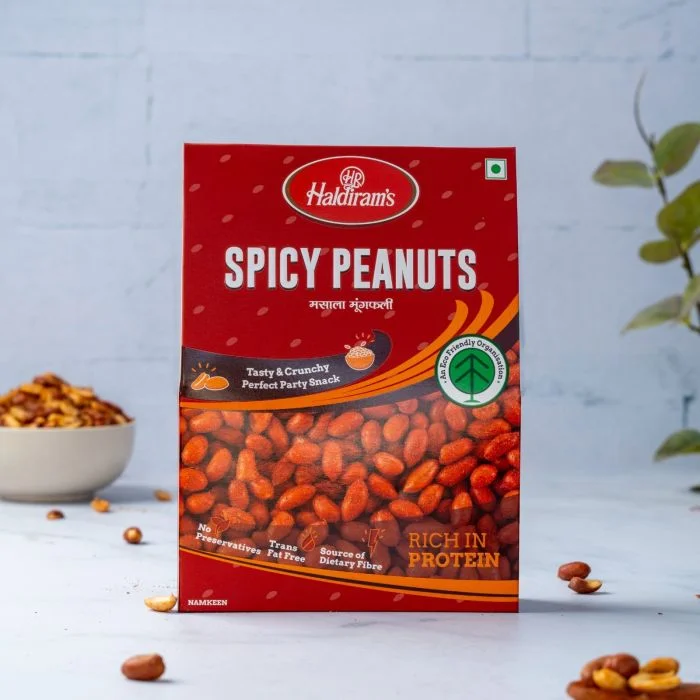 HR
Haldiram's
SPICY PEANUTS
मसाला मूंगफली
Tasty & Crunchy
Perfect Party Snack
An Eco Friendly Organisation
No
Preservatives
Trans
Fat Free
Source of
Dietary Fibre
RICH IN
PROTEIN
NAMKEEN